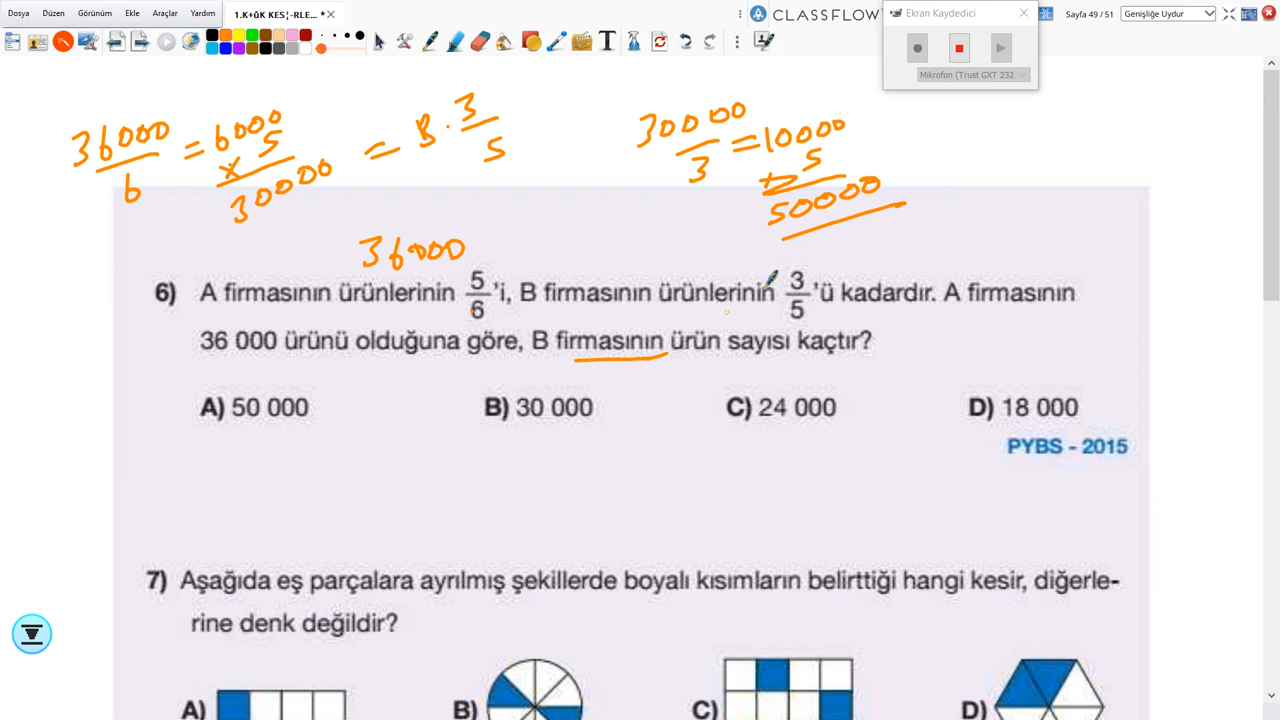 Dosya Düzen Görünüm Ekle Araçlar Yardım
1.K+ûK KES¦-RLE... *
CLASSFLOW
Ekran Kaydedici
Sayfa 49 / 51
Genişliğe Uydur
Mikrofon (Trust GXT 232
36000 / 6 = 6000
x 5
30000
= B . 3/5
30000 / 3 = 10000
x 5
50000
36000
6) A firmasının ürünlerinin 5/6 'i, B firmasının ürünlerinin 3/5 'ü kadardır. A firmasının
36 000 ürünü olduğuna göre, B firmasının ürün sayısı kaçtır?
A) 50 000 B) 30 000 C) 24 000 D) 18 000
PYBS - 2015
7) Aşağıda eş parçalara ayrılmış şekillerde boyalı kısımların belirttiği hangi kesir, diğerle-
rine denk değildir?
A) B) C) D)